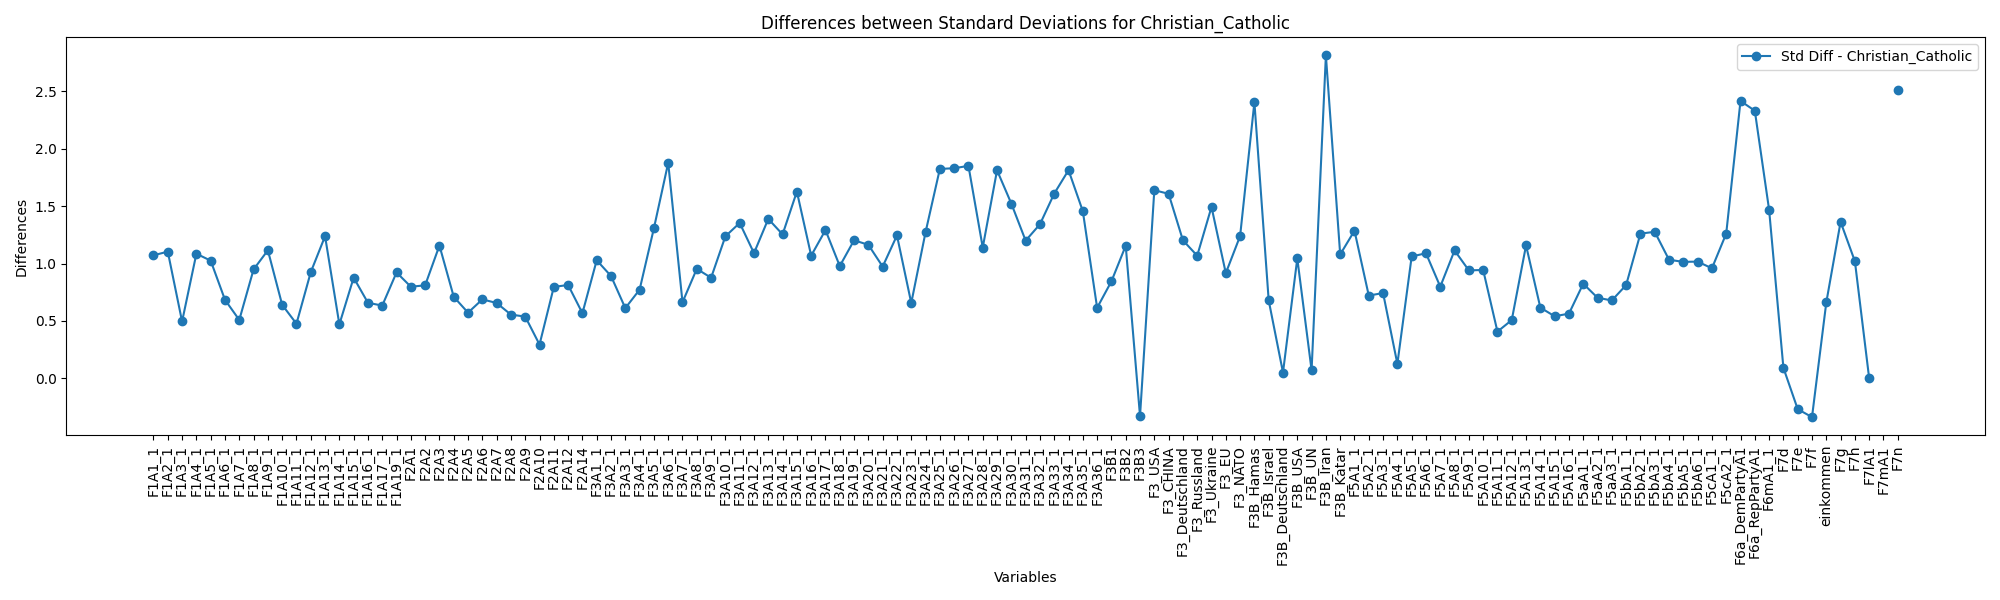 Differences between Standard Deviations for Christian_Catholic
Std Diff - Christian_Catholic
Differences
2.5
2.0
1.5
1.0
0.5
0.0
F1A1_1
F1A2_1
F1A3_1
F1A4_1
F1A5_1
F1A6_1
F1A7_1
F1A8_1
F1A9_1
F1A10_1
F1A11_1
F1A12_1
F1A13_1
F1A14_1
F1A15_1
F1A16_1
F1A17_1
F1A19_1
F2A1
F2A2
F2A3
F2A4
F2A5
F2A6
F2A7
F2A8
F2A9
F2A10
F2A11
F2A12
F2A14
F3A1_1
F3A2_1
F3A3_1
F3A4_1
F3A5_1
F3A6_1
F3A7_1
F3A8_1
F3A9_1
F3A10_1
F3A11_1
F3A12_1
F3A13_1
F3A14_1
F3A15_1
F3A16_1
F3A17_1
F3A18_1
F3A19_1
F3A20_1
F3A21_1
F3A22_1
F3A23_1
F3A24_1
F3A25_1
F3A26_1
F3A27_1
F3A28_1
F3A29_1
F3A30_1
F3A31_1
F3A32_1
F3A33_1
F3A34_1
F3A35_1
F3A36_1
F3B1
F3B2
F3B3
F3_USA
F3_CHINA
F3_Deutschland
F3_Russland
F3_Ukraine
F3_EU
F3_NATO
F3B_Hamas
F3B_Israel
F3B_Deutschland
F3B_USA
F3B_UN
F3B_Iran
F3B_Katar
F5A1_1
F5A2_1
F5A3_1
F5A4_1
F5A5_1
F5A6_1
F5A7_1
F5A8_1
F5A9_1
F5A10_1
F5A11_1
F5A12_1
F5A13_1
F5A14_1
F5A15_1
F5A16_1
F5aA1_1
F5aA2_1
F5aA3_1
F5bA1_1
F5bA2_1
F5bA3_1
F5bA4_1
F5bA5_1
F5bA6_1
F5cA1_1
F5cA2_1
F6a_DemPartyA1
F6a_RepPartyA1
F6mA1_1
F7d
F7e
F7f
einkommen
F7g
F7h
F7lA1
F7mA1
F7n
Variables